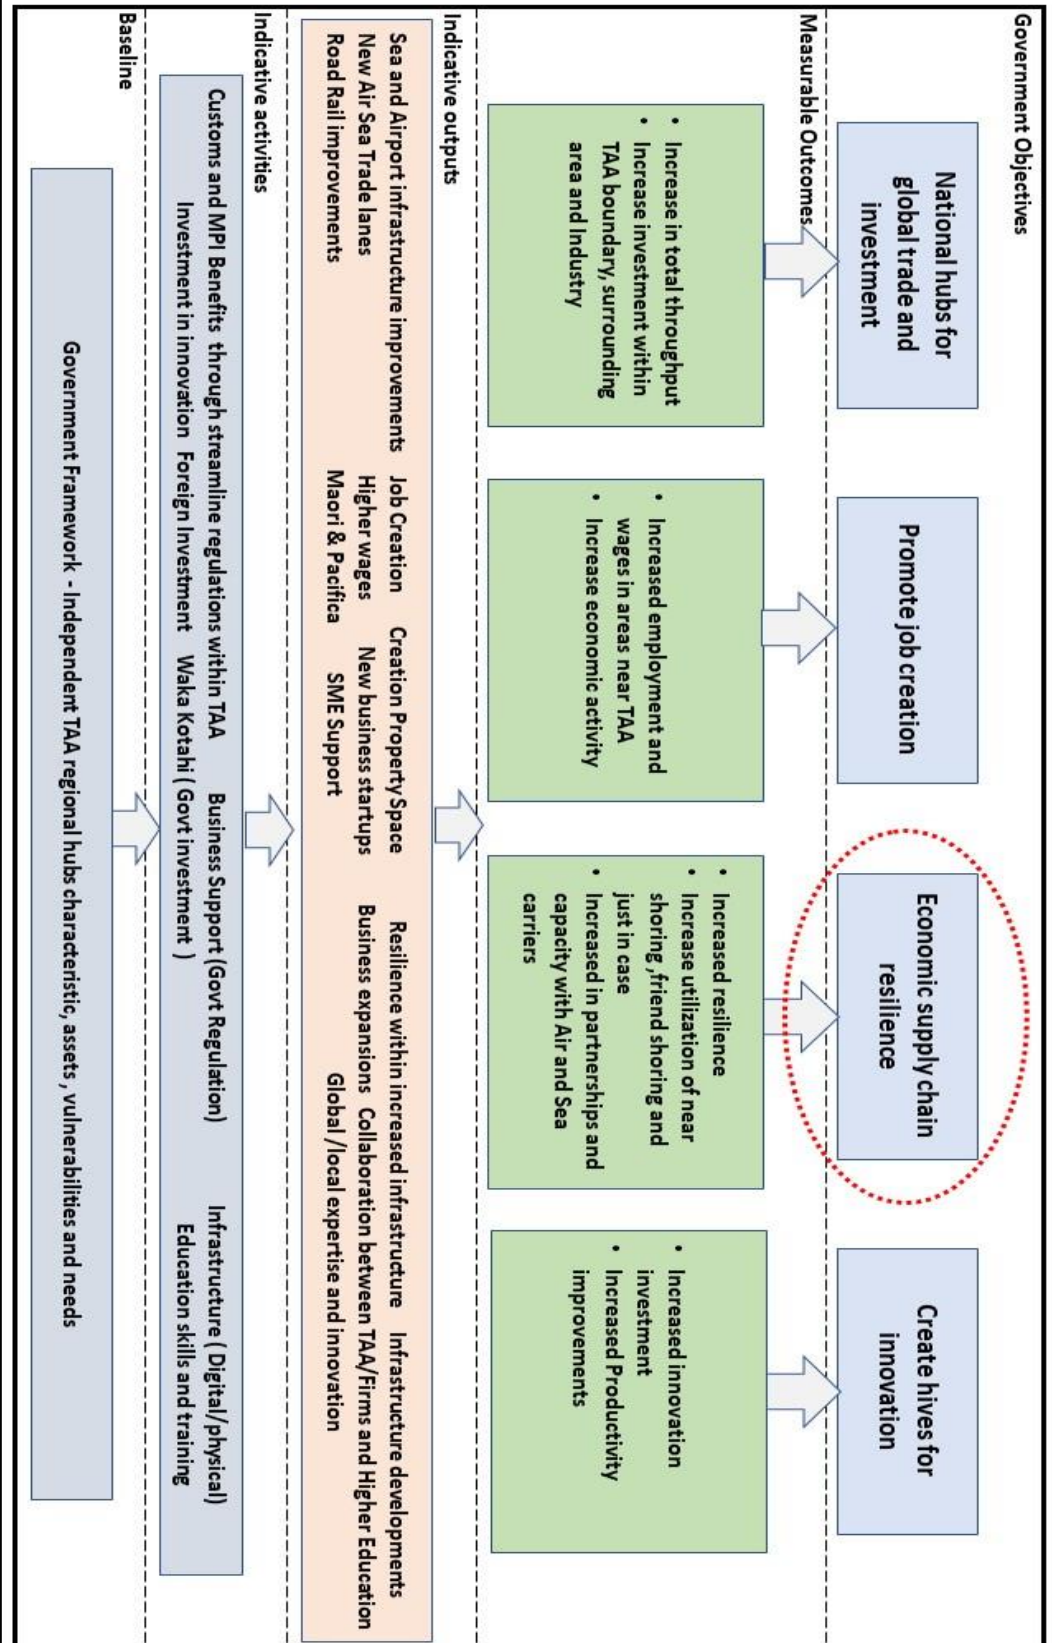 Government Objectives
National hubs for
global trade and
investment
Promote job creation
Economic supply chain
resilience
Create hives for
innovation
Measurable Outcomes
• Increase in total throughput
• Increase investment within
TAA boundary, surrounding
area and Industry
• Increased employment and
wages in areas near TAA
• Increase economic activity
• Increased resilience
• Increase utilization of near
shoring ,friend shoring and
just in case
• Increased in partnerships and
capacity with Air and Sea
carriers
• Increased innovation
investment
• Increased Productivity
improvements
Indicative outputs
Sea and Airport infrastructure improvements Job Creation Creation Property Space Resilience within increased infrastructure Infrastructure developments
New Air Sea Trade lanes Higher wages New business startups Business expansions Collaboration between TAA/Firms and Higher Education
Road Rail improvements Maori & Pacifica SME Support Global /local expertise and innovation
Indicative activities
Customs and MPI Benefits through streamline regulations within TAA Business Support (Govt Regulation) Infrastructure ( Digital/physical)
Investment in innovation Foreign Investment Waka Kotahi ( Govt investment ) Education skills and training
Baseline
Government Framework - Independent TAA regional hubs characteristic, assets , vulnerabilities and needs